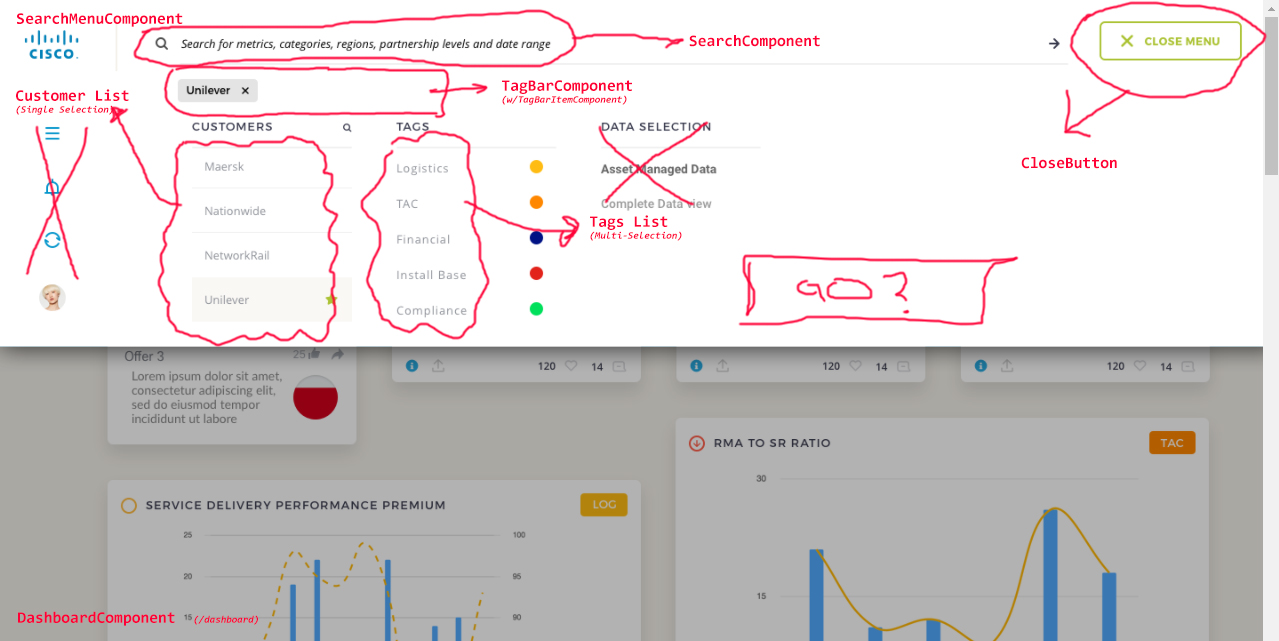 SearchMenuComponent
CISCO
Search for metrics, categories, regions, partnership levels and date range
SearchComponent
CLOSE MENU
Unilever
TagBarComponent
(w/TagBarItemComponent)
Customer List
(Single Selection)
CUSTOMERS
TAGS
DATA SELECTION
CloseButton
Maersk
Logistics
Asset Managed Data
Nationwide
TAC
Complete Data view
Tags List
(Multi-Selection)
Financial
NetworkRail
Install Base
Unilever
Compliance
GO?
Offer 3
25
Lorem ipsum dolor sit amet,
consectetur adipiscing elit,
sed do eiusmod tempor
incididunt ut labore
120 14
120 14
120 14
RMA TO SR RATIO
TAC
30
15
SERVICE DELIVERY PERFORMANCE PREMIUM
LOG
25 100
20 95
15 90
DashboardComponent (/dashboard)